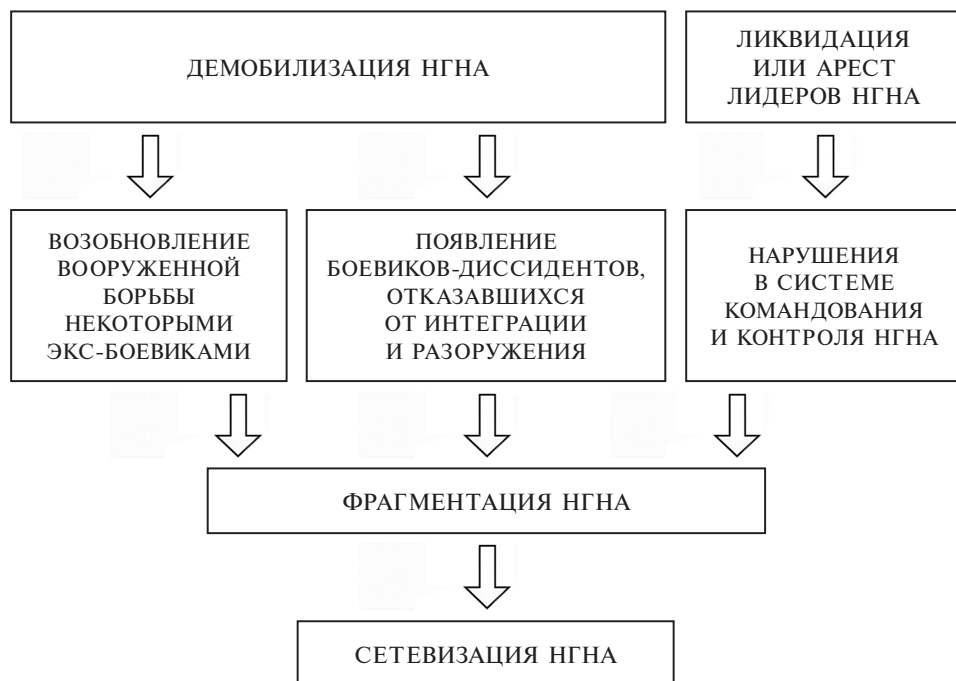 ДЕМОБИЛИЗАЦИЯ НГНА
ЛИКВИДАЦИЯ
ИЛИ АРЕСТ
ЛИДЕРОВ НГНА
ВОЗОБНОВЛЕНИЕ
ВООРУЖЕННОЙ
БОРЬБЫ
НЕКОТОРЫМИ
ЭКС-БОЕВИКАМИ
ПОЯВЛЕНИЕ
БОЕВИКОВ-ДИССИДЕНТОВ,
ОТКАЗАВШИХСЯ
ОТ ИНТЕГРАЦИИ
И РАЗОРУЖЕНИЯ
НАРУШЕНИЯ
В СИСТЕМЕ
КОМАНДОВАНИЯ
И КОНТРОЛЯ НГНА
ФРАГМЕНТАЦИЯ НГНА
СЕТЕВИЗАЦИЯ НГНА